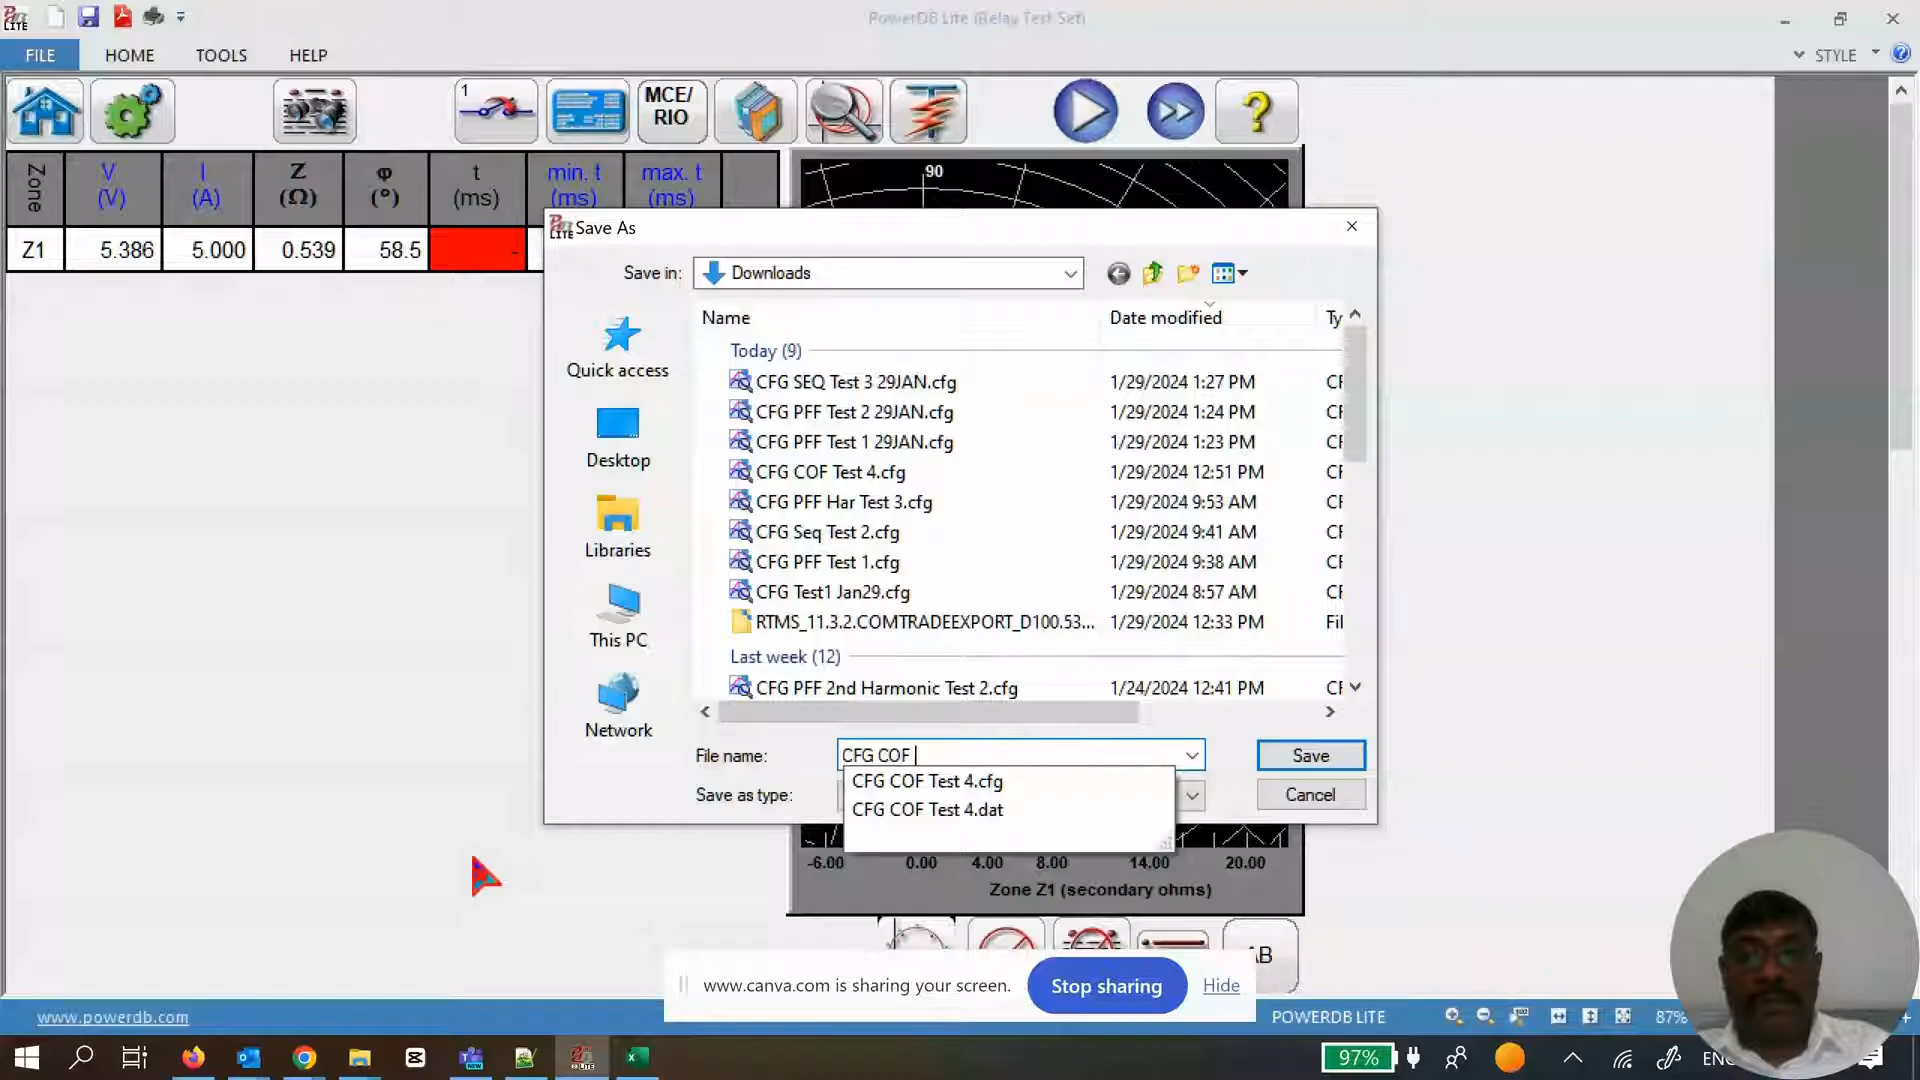 LITE
PowerDB Lite (Relay Test Set)
FILE
HOME
TOOLS
HELP
STYLE
1
MCE/
RIO
Zone
V
(V)
I
(A)
Z
(Ω)
φ
(°)
t
(ms)
min. t
(ms)
max. t
(ms)
Z1
5.386
5.000
0.539
58.5
-
90
LITE
Save As
Save in:
Downloads
Quick access
Desktop
Libraries
This PC
Network
Name
Date modified
Ty
Today (9)
CFG SEQ Test 3 29JAN.cfg 1/29/2024 1:27 PM
CFG PFF Test 2 29JAN.cfg 1/29/2024 1:24 PM
CFG PFF Test 1 29JAN.cfg 1/29/2024 1:23 PM
CFG COF Test 4.cfg 1/29/2024 12:51 PM
CFG PFF Har Test 3.cfg 1/29/2024 9:53 AM
CFG Seq Test 2.cfg 1/29/2024 9:41 AM
CFG PFF Test 1.cfg 1/29/2024 9:38 AM
CFG Test1 Jan29.cfg 1/29/2024 8:57 AM
RTMS_11.3.2.COMTRADEEXPORT_D100.53... 1/29/2024 12:33 PM Fil
Last week (12)
CFG PFF 2nd Harmonic Test 2.cfg 1/24/2024 12:41 PM
File name:
CFG COF
Save
CFG COF Test 4.cfg
CFG COF Test 4.dat
Save as type:
Cancel
-6.00 0.00 4.00 8.00 14.00 20.00
Zone Z1 (secondary ohms)
AB
www.canva.com is sharing your screen.
Stop sharing
Hide
www.powerdb.com
POWERDB LITE
87%
97%